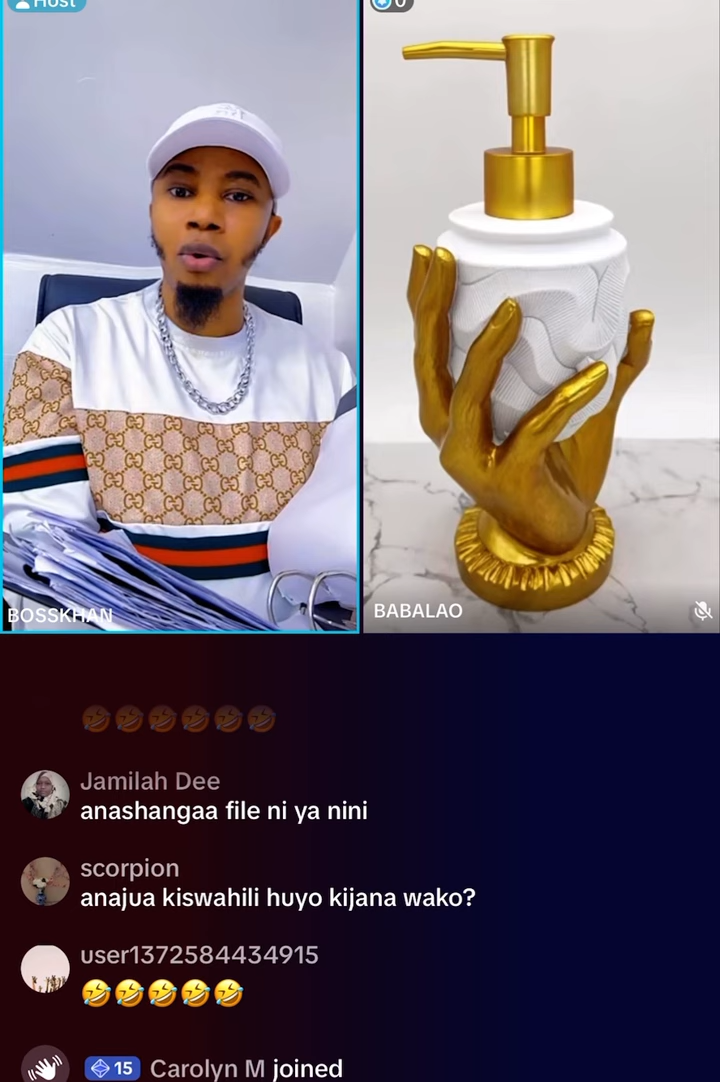 Host
0
BOSSKHAN
BABALAO
🤣🤣🤣🤣🤣🤣
Jamilah Dee
anashangaa file ni ya nini
scorpion
anajua kiswahili huyo kijana wako?
user1372584434915
🤣🤣🤣🤣🤣
15 Carolyn M joined